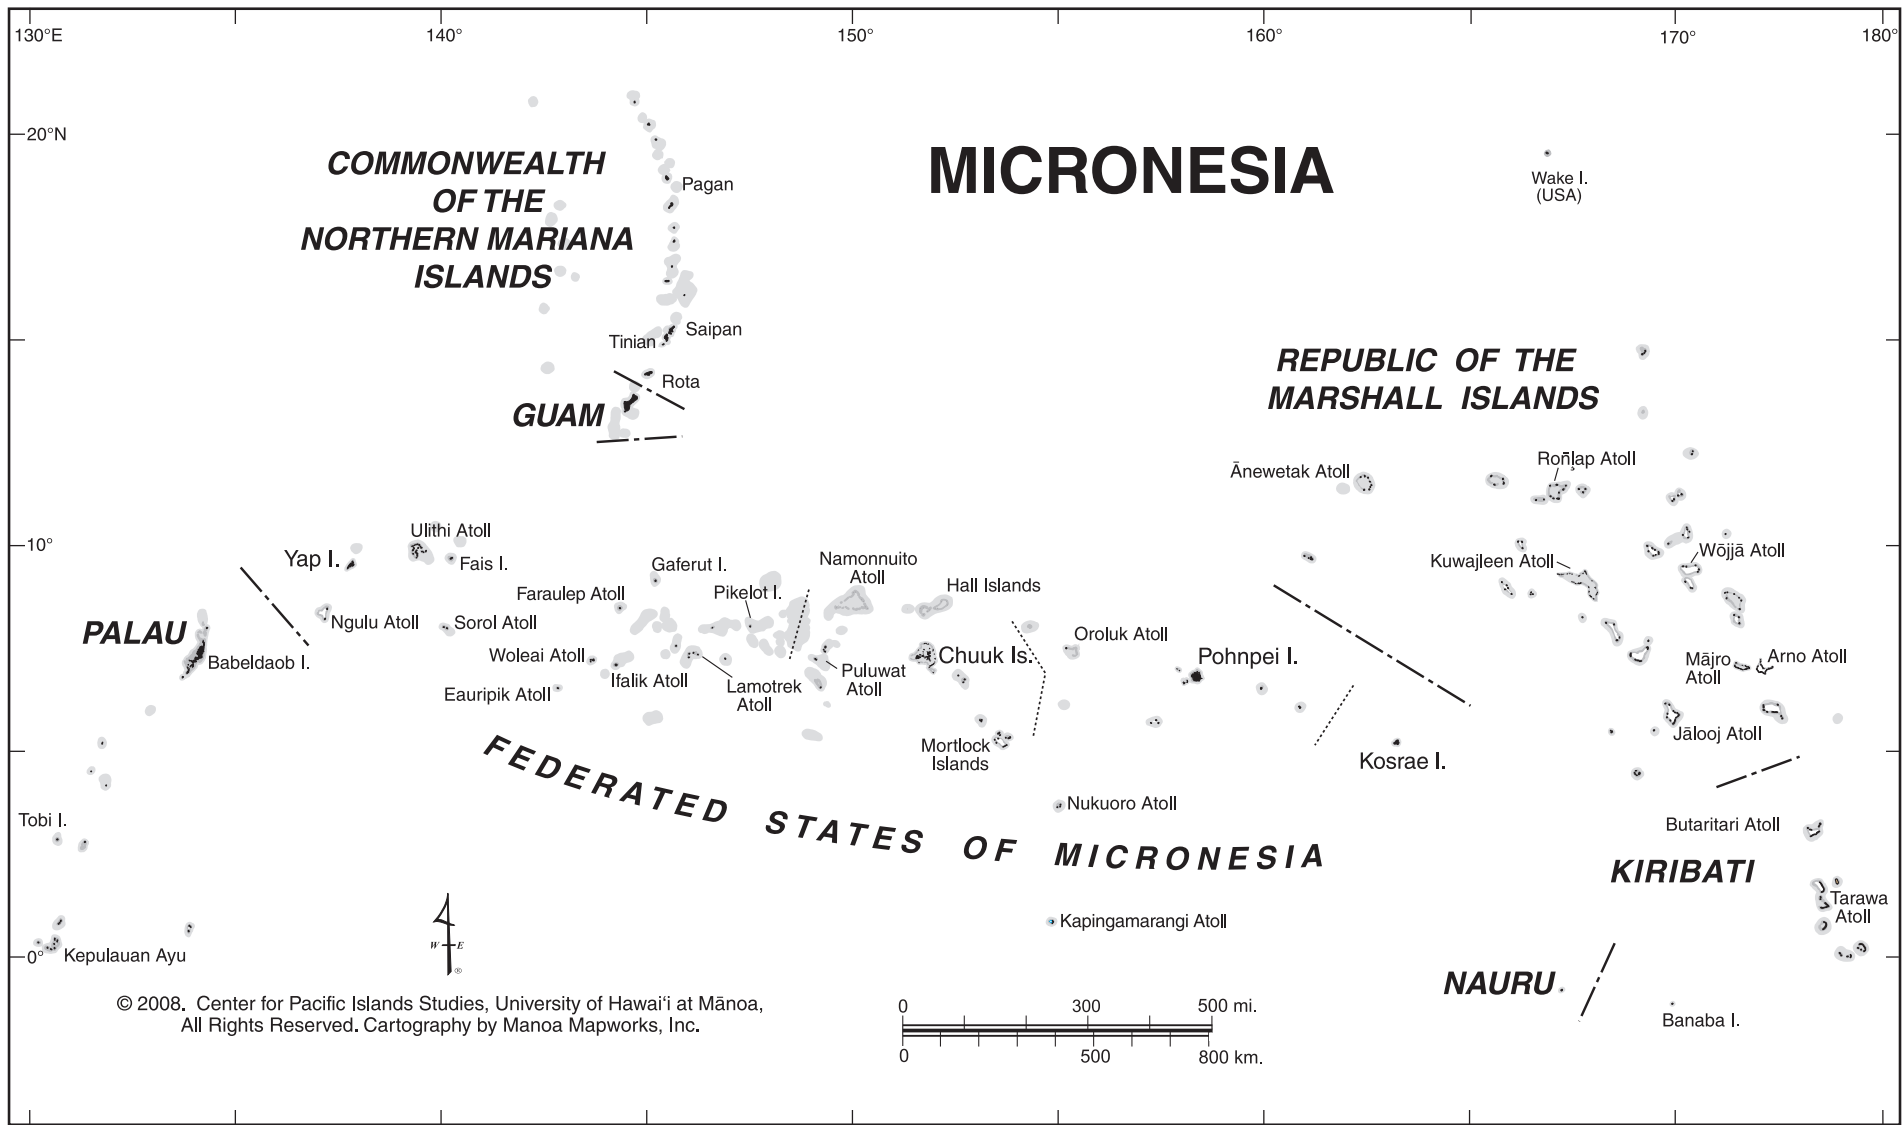 130°E
140°
150°
160°
170°
180°
20°N
COMMONWEALTH
OF THE
NORTHERN MARIANA
ISLANDS
MICRONESIA
Pagan
Wake I.
(USA)
Saipan
Tinian
Rota
GUAM
REPUBLIC OF THE
MARSHALL ISLANDS
Ānewetak Atoll
Ron̄ḷap Atoll
10°
Yap I.
Ulithi Atoll
Fais I.
Gaferut I.
Namonnuito
Atoll
Hall Islands
Kuwajleen Atoll
Wōjjā Atoll
Faraulep Atoll
Pikelot I.
PALAU
Babeldaob I.
Ngulu Atoll
Sorol Atoll
Woleai Atoll
Ifalik Atoll
Eauripik Atoll
Lamotrek
Atoll
Puluwat
Atoll
Chuuk Is.
Oroluk Atoll
Pohnpei I.
Mājro
Atoll
Arno Atoll
Jālooj Atoll
Mortlock
Islands
Kosrae I.
FEDERATED STATES OF MICRONESIA
Nukuoro Atoll
Tobi I.
Butaritari Atoll
KIRIBATI
Tarawa
Atoll
Kapingamarangi Atoll
W E
®
0°
Kepulauan Ayu
NAURU
Banaba I.
© 2008. Center for Pacific Islands Studies, University of Hawai‘i at Mānoa,
All Rights Reserved. Cartography by Manoa Mapworks, Inc.
0 300 500 mi.
0 500 800 km.